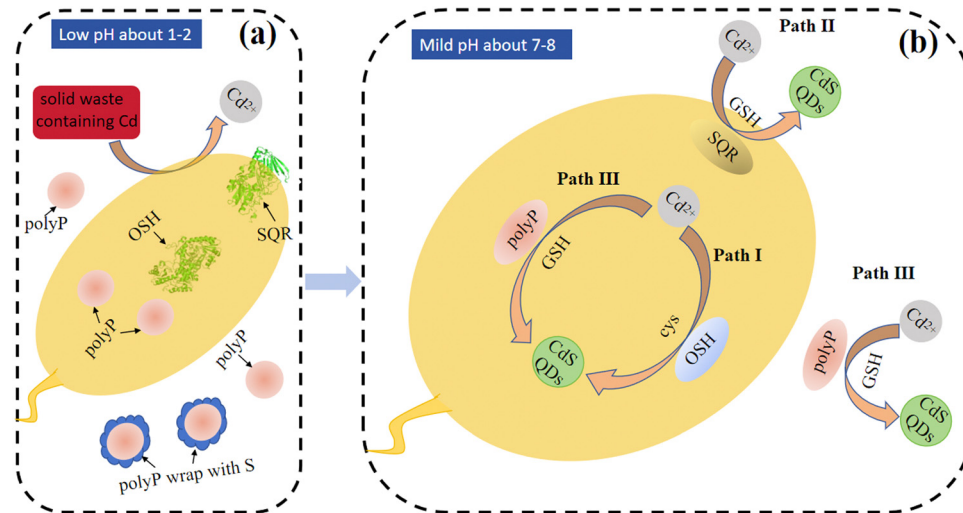 Low pH about 1-2
(a)
solid waste
containing Cd
Cd²⁺
polyP
OSH
SQR
polyP
polyP
polyP wrap with S
Mild pH about 7-8
(b)
Path II
Cd²⁺
GSH
CdS
QDs
SQR
Path III
Cd²⁺
polyP
GSH
Path I
cys
OSH
CdS
QDs
Path III
Cd²⁺
polyP
GSH
CdS
QDs